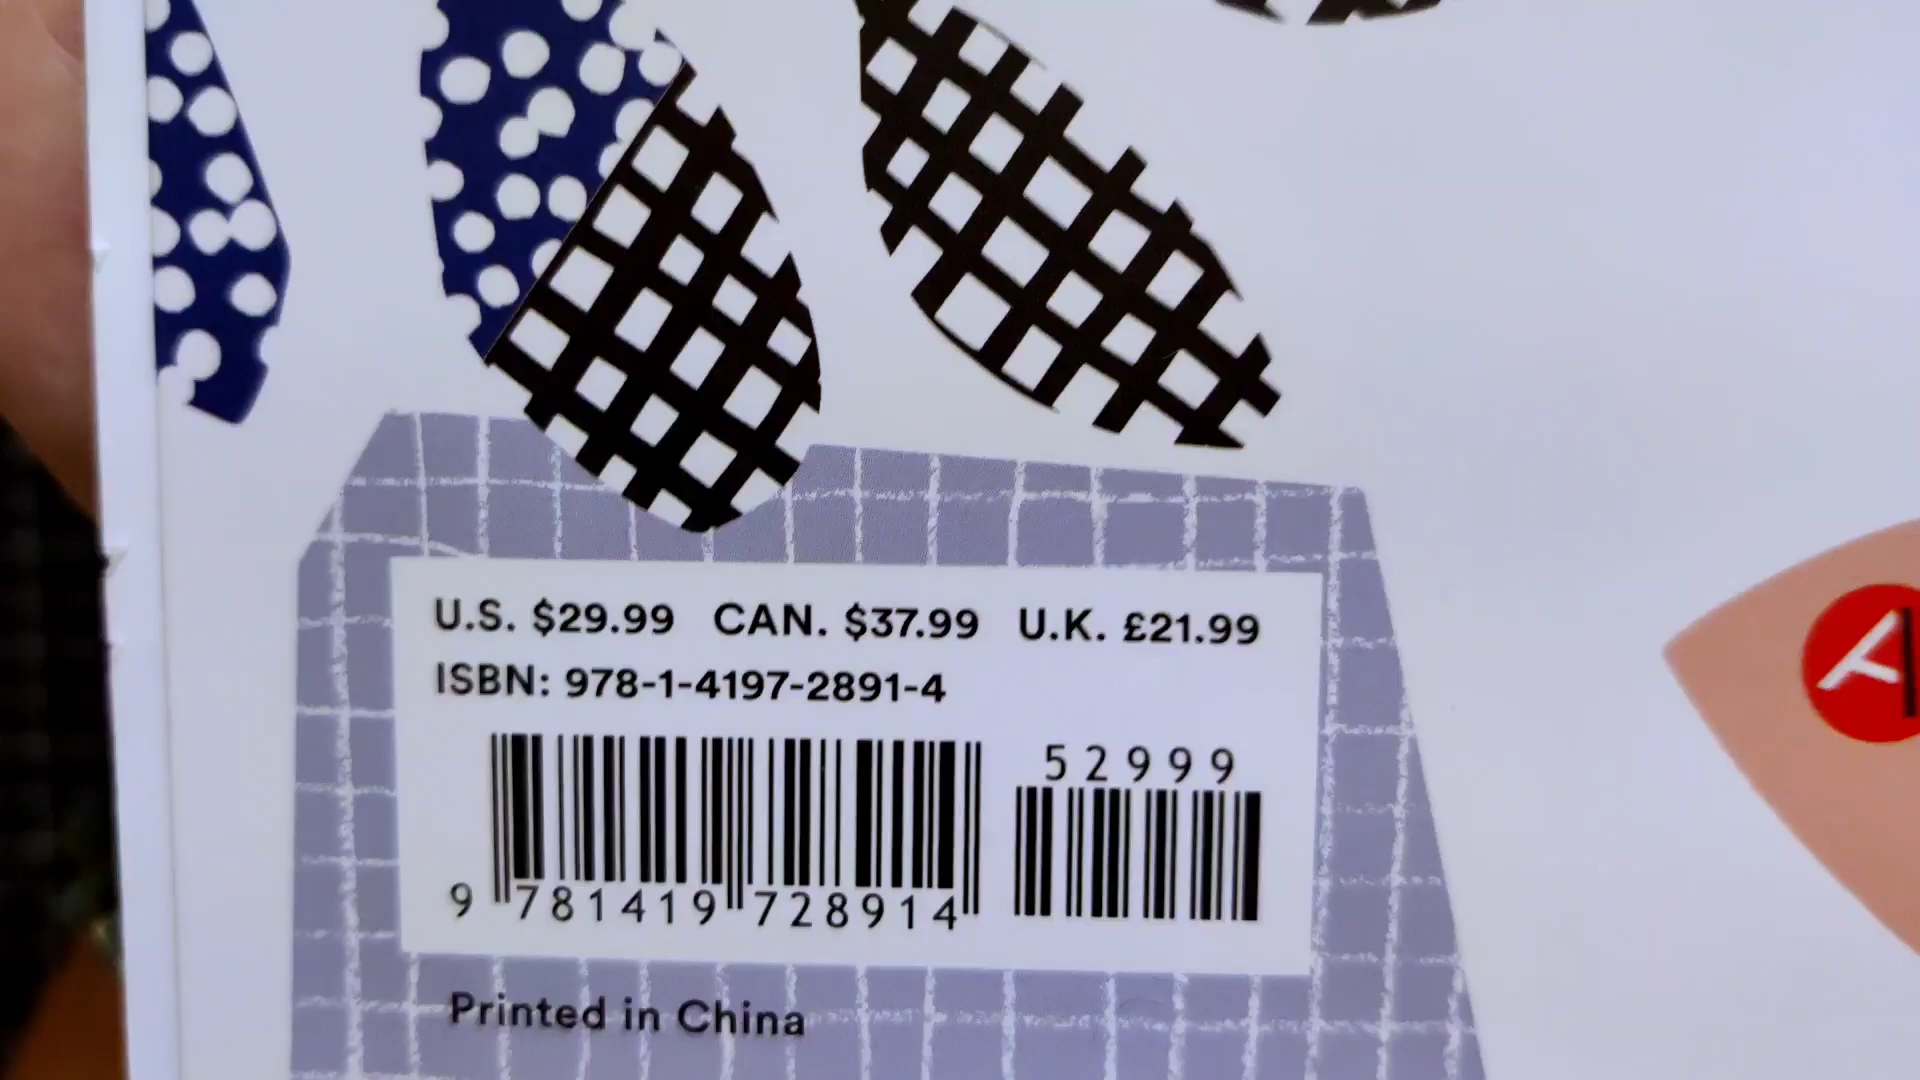 U.S. $29.99 CAN. $37.99 U.K. £21.99
ISBN: 978-1-4197-2891-4
52999
9 781419 728914
Printed in China
A